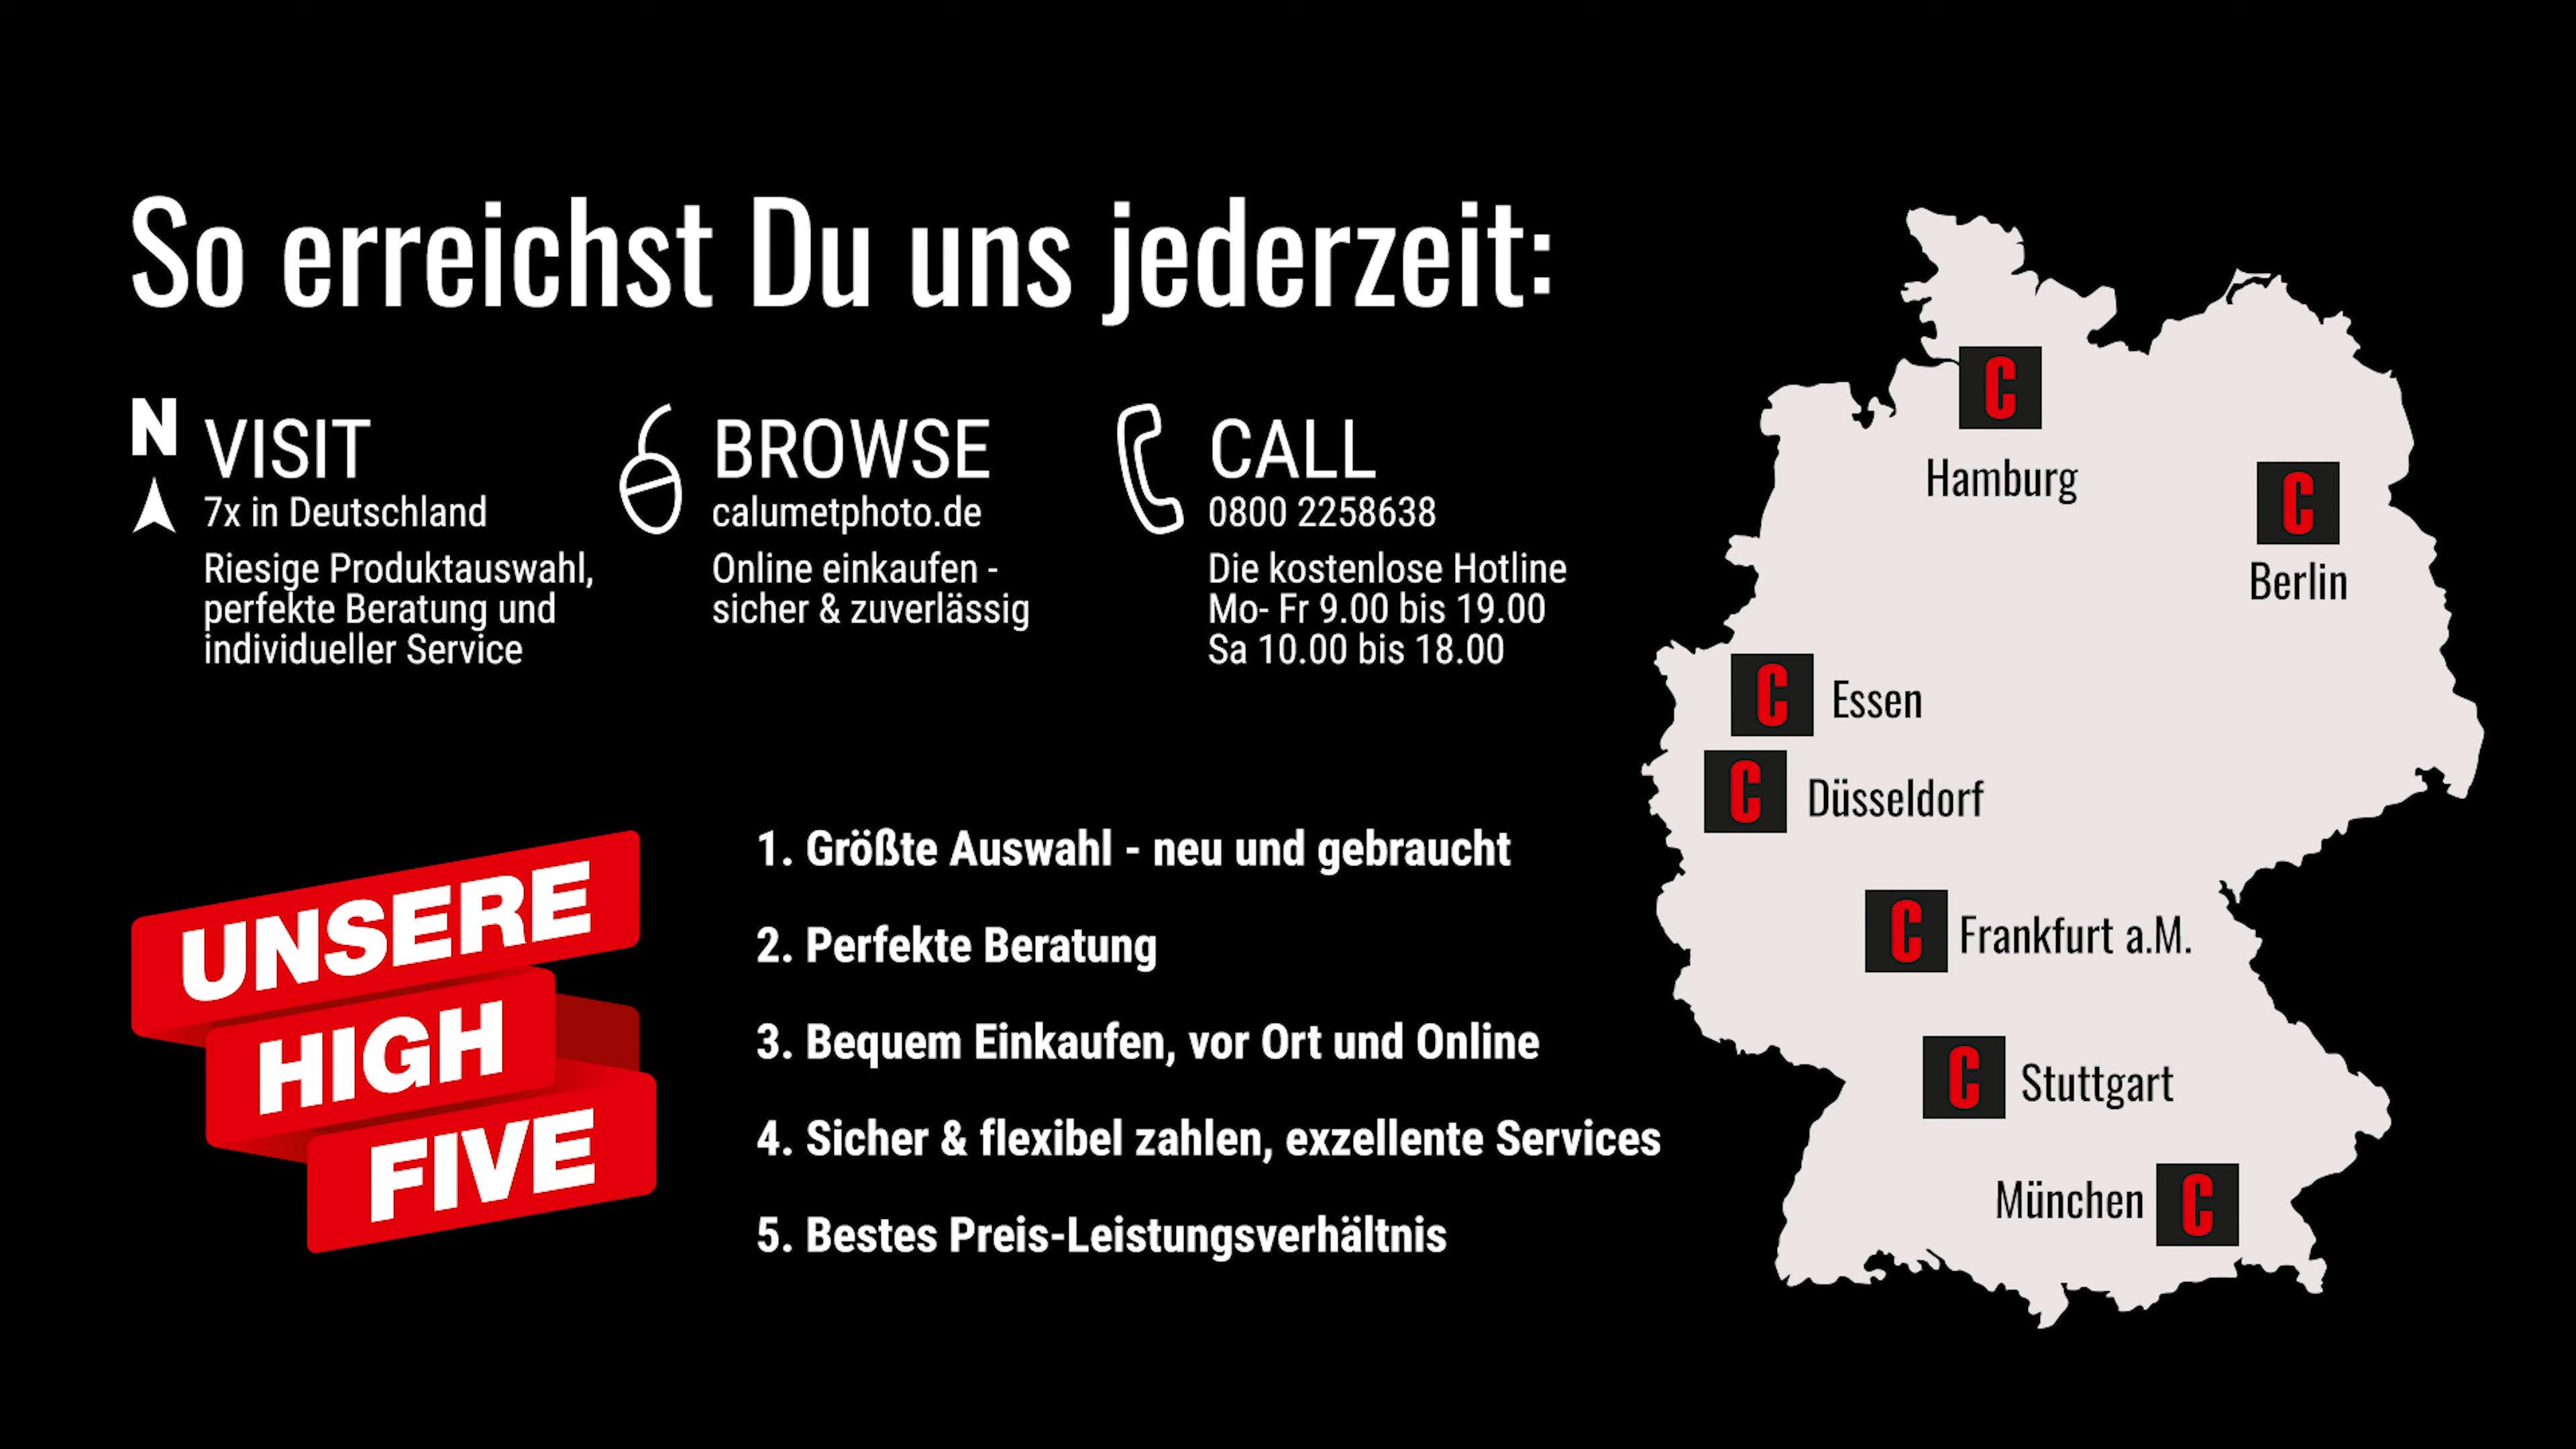 So erreichst Du uns jederzeit:
N
VISIT
7x in Deutschland
Riesige Produktauswahl,
perfekte Beratung und
individueller Service
BROWSE
calumetphoto.de
Online einkaufen -
sicher & zuverlässig
CALL
0800 2258638
Die kostenlose Hotline
Mo- Fr 9.00 bis 19.00
Sa 10.00 bis 18.00
UNSERE
HIGH
FIVE
1. Größte Auswahl - neu und gebraucht
2. Perfekte Beratung
3. Bequem Einkaufen, vor Ort und Online
4. Sicher & flexibel zahlen, exzellente Services
5. Bestes Preis-Leistungsverhältnis
C
Hamburg
C
Berlin
C Essen
C Düsseldorf
C Frankfurt a.M.
C Stuttgart
München C